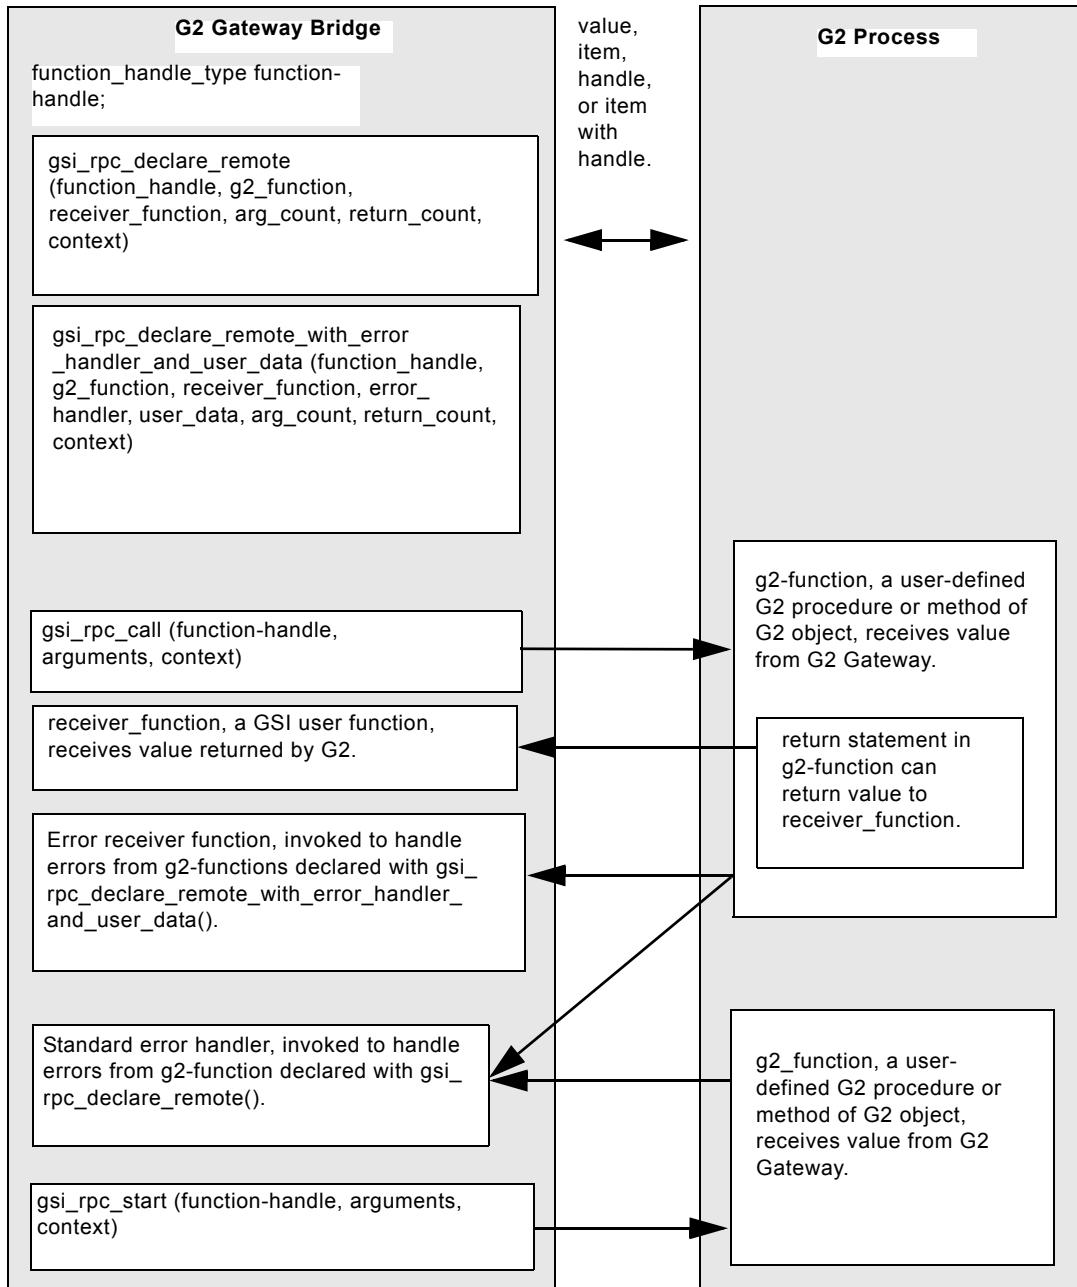 G2 Gateway Bridge
function_handle_type function-
handle;
gsi_rpc_declare_remote
(function_handle, g2_function,
receiver_function, arg_count, return_count,
context)
gsi_rpc_declare_remote_with_error
_handler_and_user_data (function_handle,
g2_function, receiver_function, error_
handler, user_data, arg_count, return_count,
context)
gsi_rpc_call (function-handle,
arguments, context)
receiver_function, a GSI user function,
receives value returned by G2.
Error receiver function, invoked to handle
errors from g2-functions declared with gsi_
rpc_declare_remote_with_error_handler_
and_user_data().
Standard error handler, invoked to handle
errors from g2-function declared with gsi_
rpc_declare_remote().
gsi_rpc_start (function-handle, arguments,
context)
value,
item,
handle,
or item
with
handle.
G2 Process
g2-function, a user-defined
G2 procedure or method of
G2 object, receives value
from G2 Gateway.
return statement in
g2-function can
return value to
receiver_function.
g2_function, a user-
defined G2 procedure or
method of G2 object,
receives value from G2
Gateway.